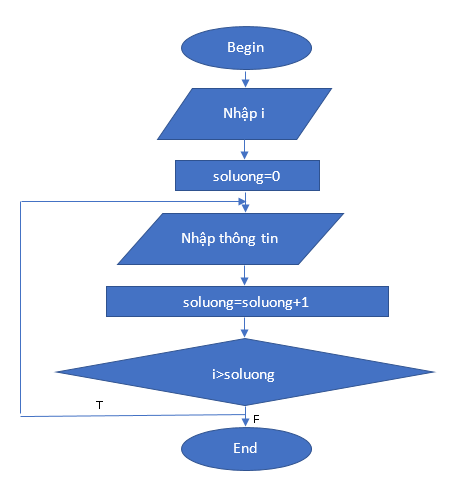 Begin
Nhập i
soluong=0
Nhập thông tin
soluong=soluong+1
i>soluong
T
F
End